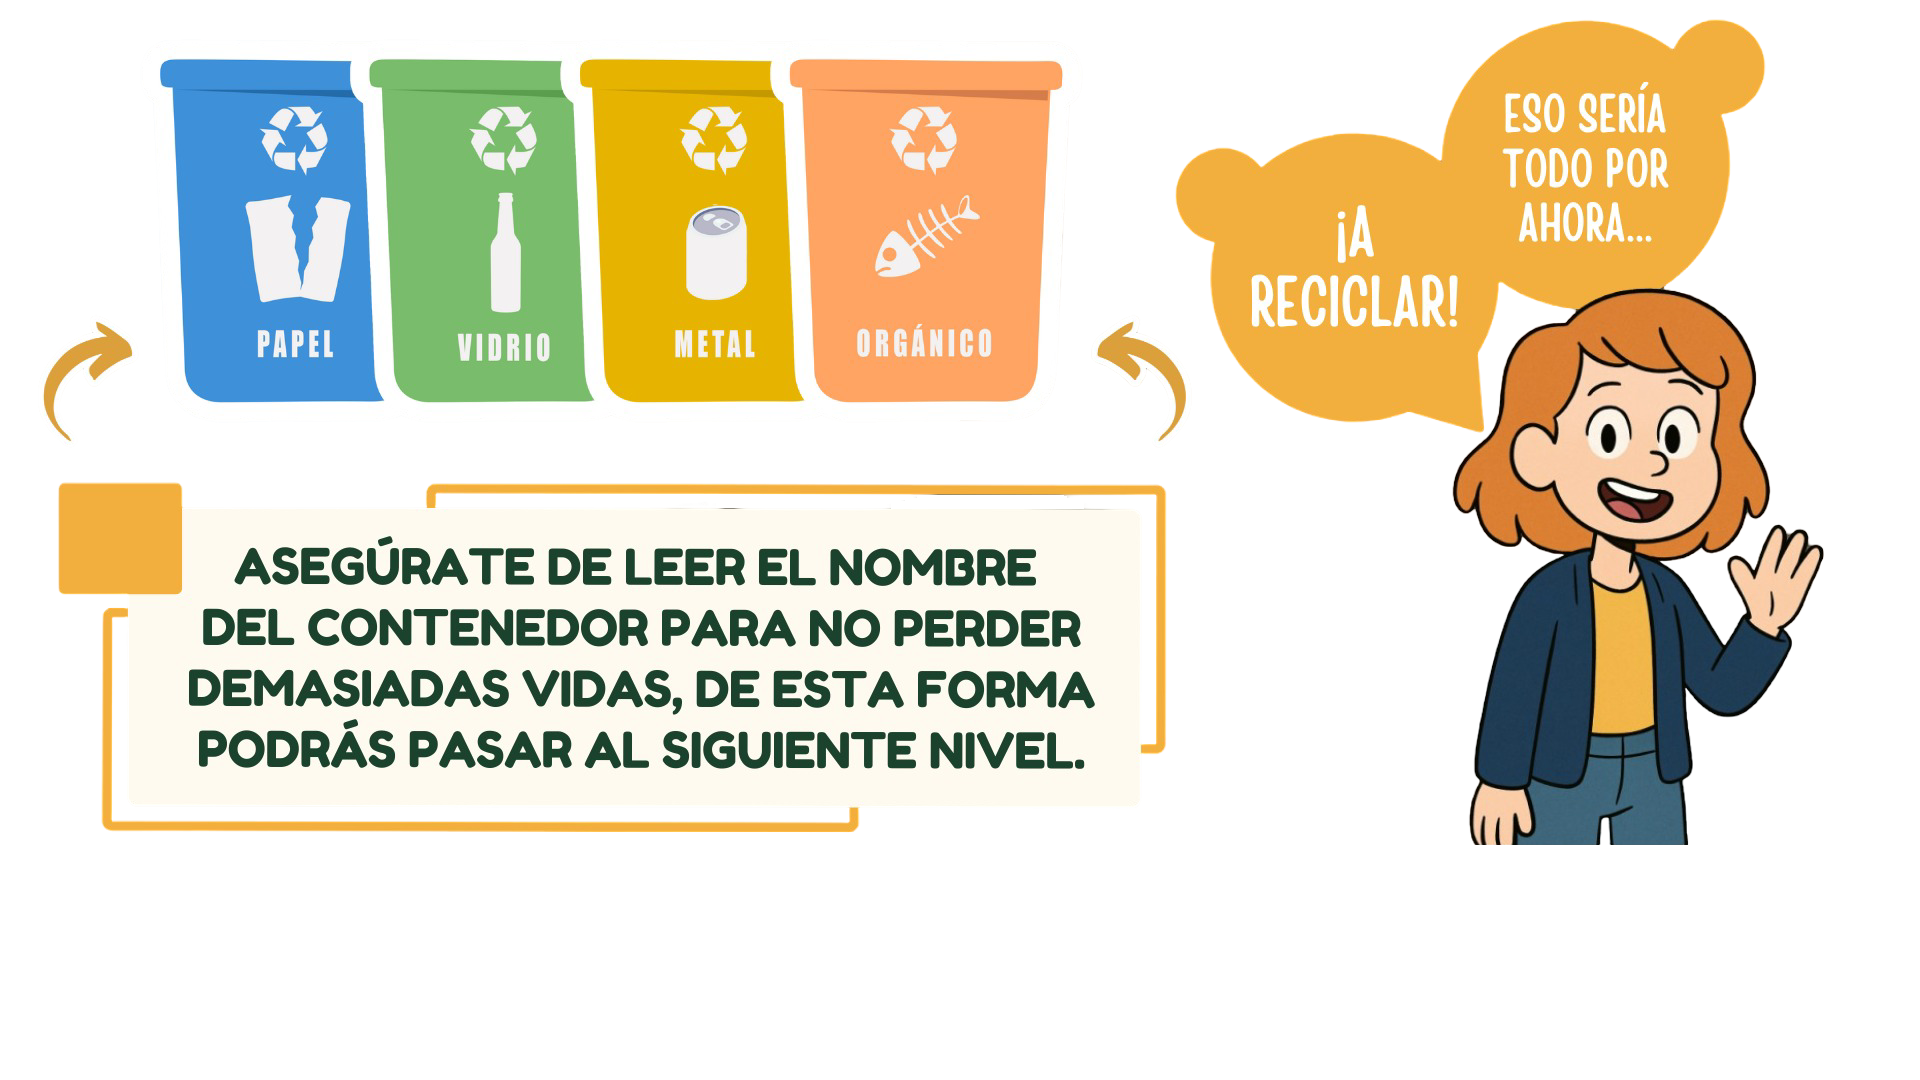 PAPEL
VIDRIO
METAL
ORGÁNICO
ESO SERÍA
TODO POR
AHORA...
¡A
RECICLAR!
ASEGÚRATE DE LEER EL NOMBRE
DEL CONTENEDOR PARA NO PERDER
DEMASIADAS VIDAS, DE ESTA FORMA
PODRÁS PASAR AL SIGUIENTE NIVEL.